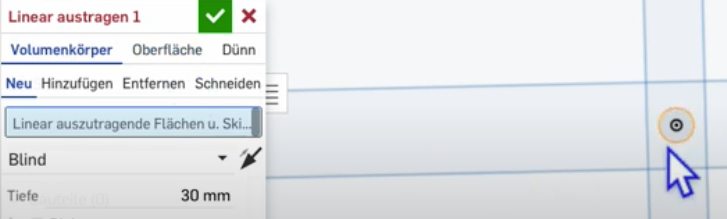 Linear austragen 1
Volumenkörper Oberfläche Dünn
Neu Hinzufügen Entfernen Schneiden
Linear auszutragende Flächen u. Ski...
Blind
Tiefe 30 mm